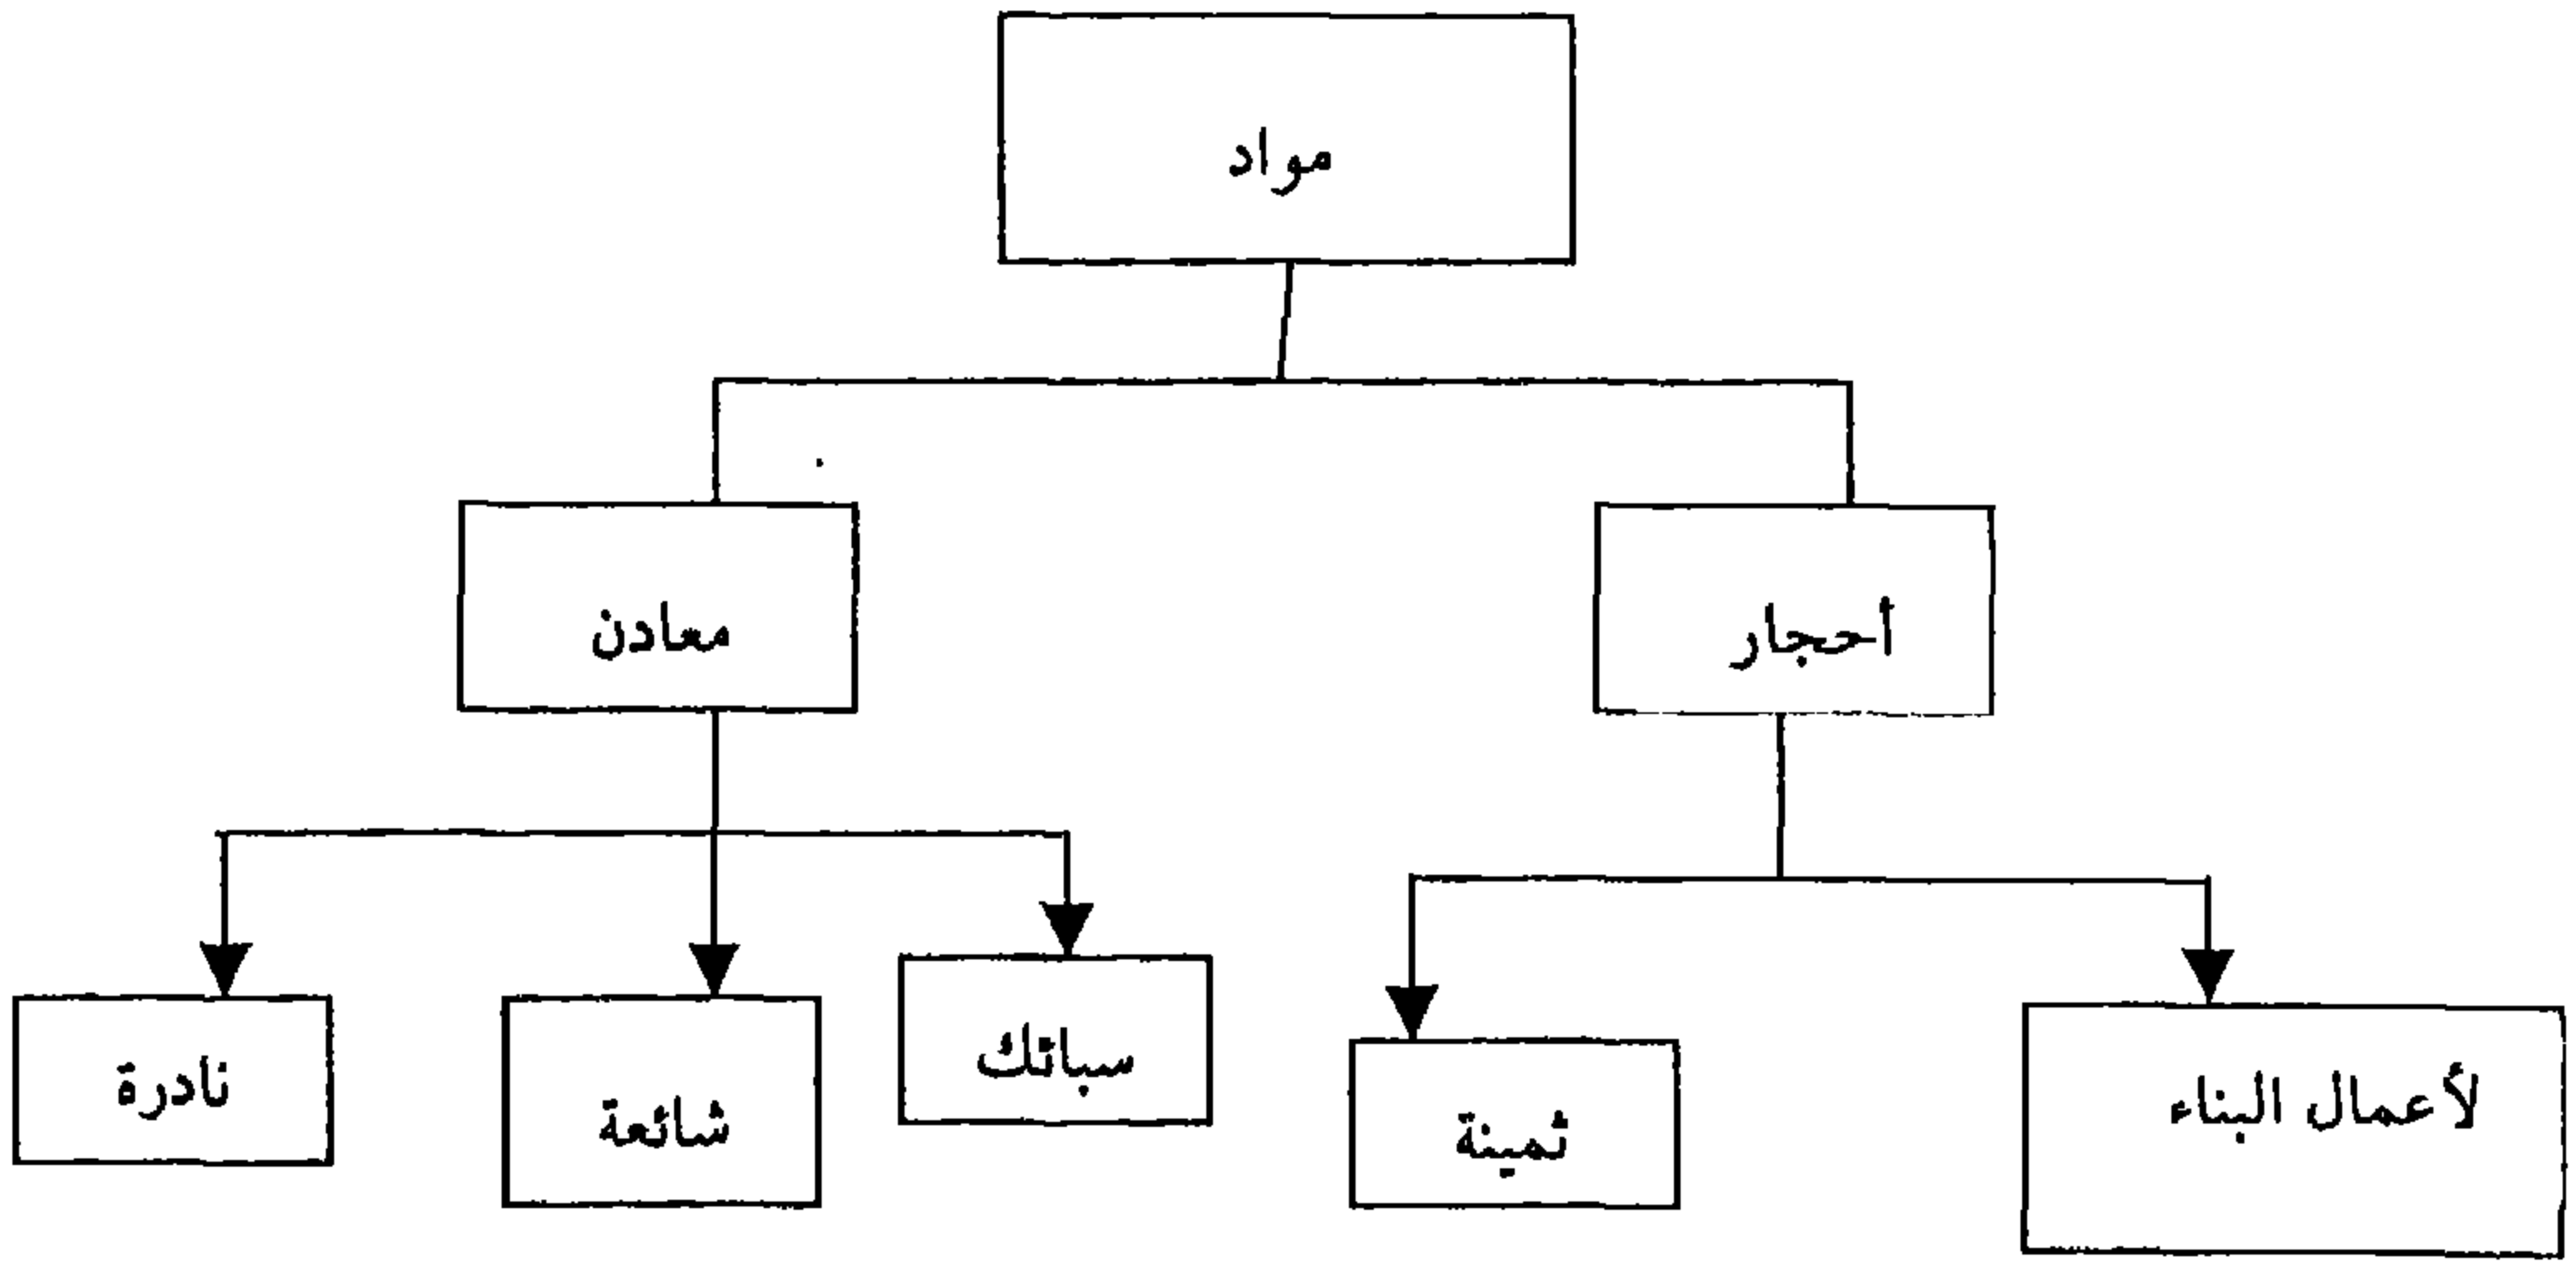 مواد
أحجار
معادن
لأعمال البناء
ثمينة
سبائك
شائعة
نادرة